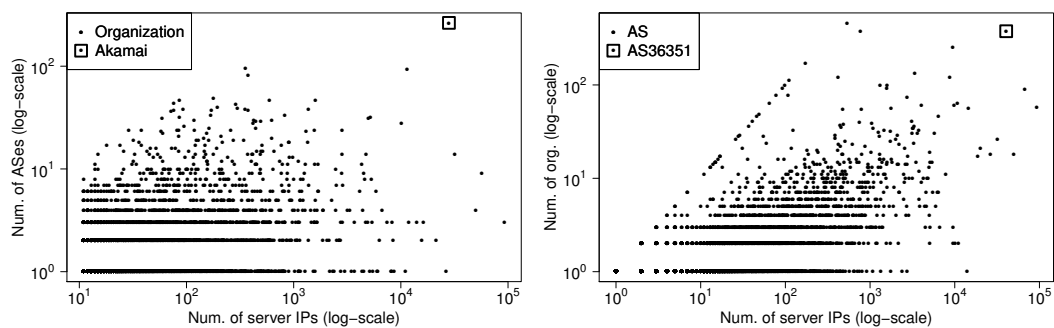 Organization
Akamai
Num. of ASes (log−scale)
10^2
10^1
10^0
10^1 10^2 10^3 10^4 10^5
Num. of server IPs (log−scale)
AS
AS36351
Num. of org. (log−scale)
10^2
10^1
10^0
10^0 10^1 10^2 10^3 10^4 10^5
Num. of server IPs (log−scale)